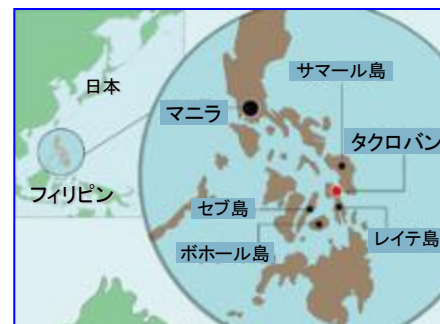 サマール島
日本
マニラ
タクロバン
フィリピン
セブ島
レイテ島
ボホール島